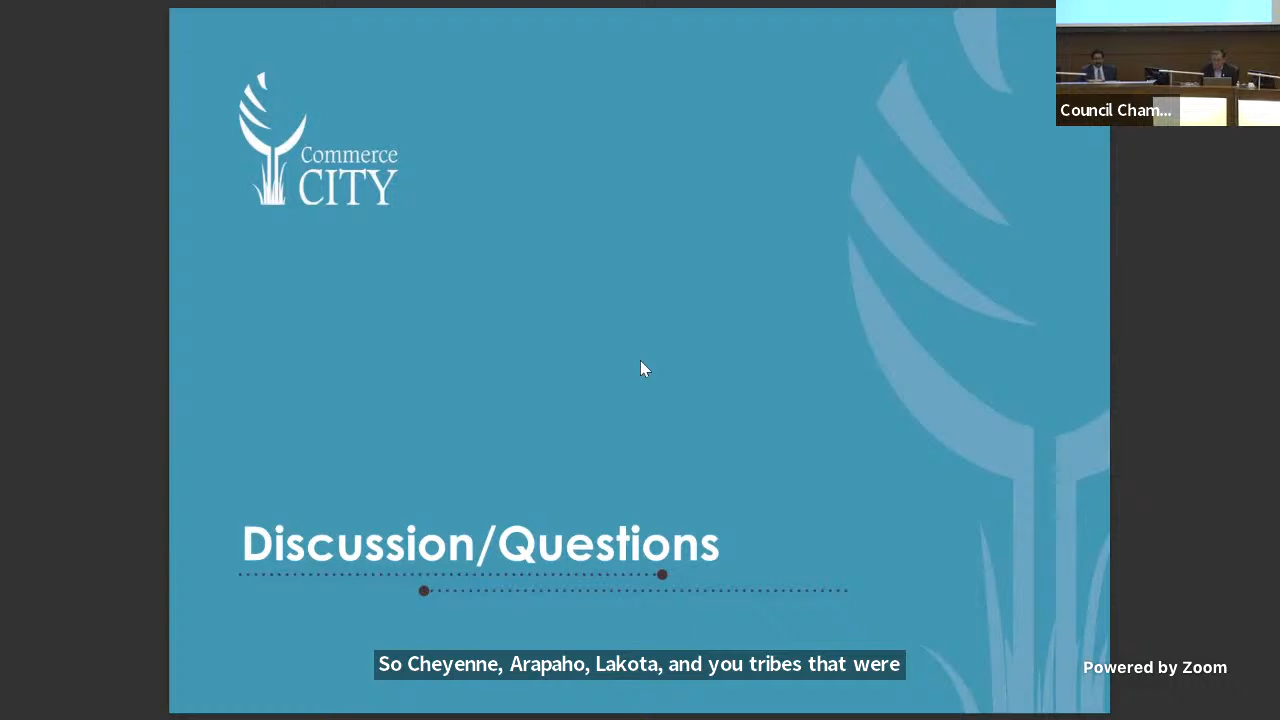 Commerce
CITY
Council Cham...
Discussion/Questions
So Cheyenne, Arapaho, Lakota, and you tribes that were
Powered by Zoom